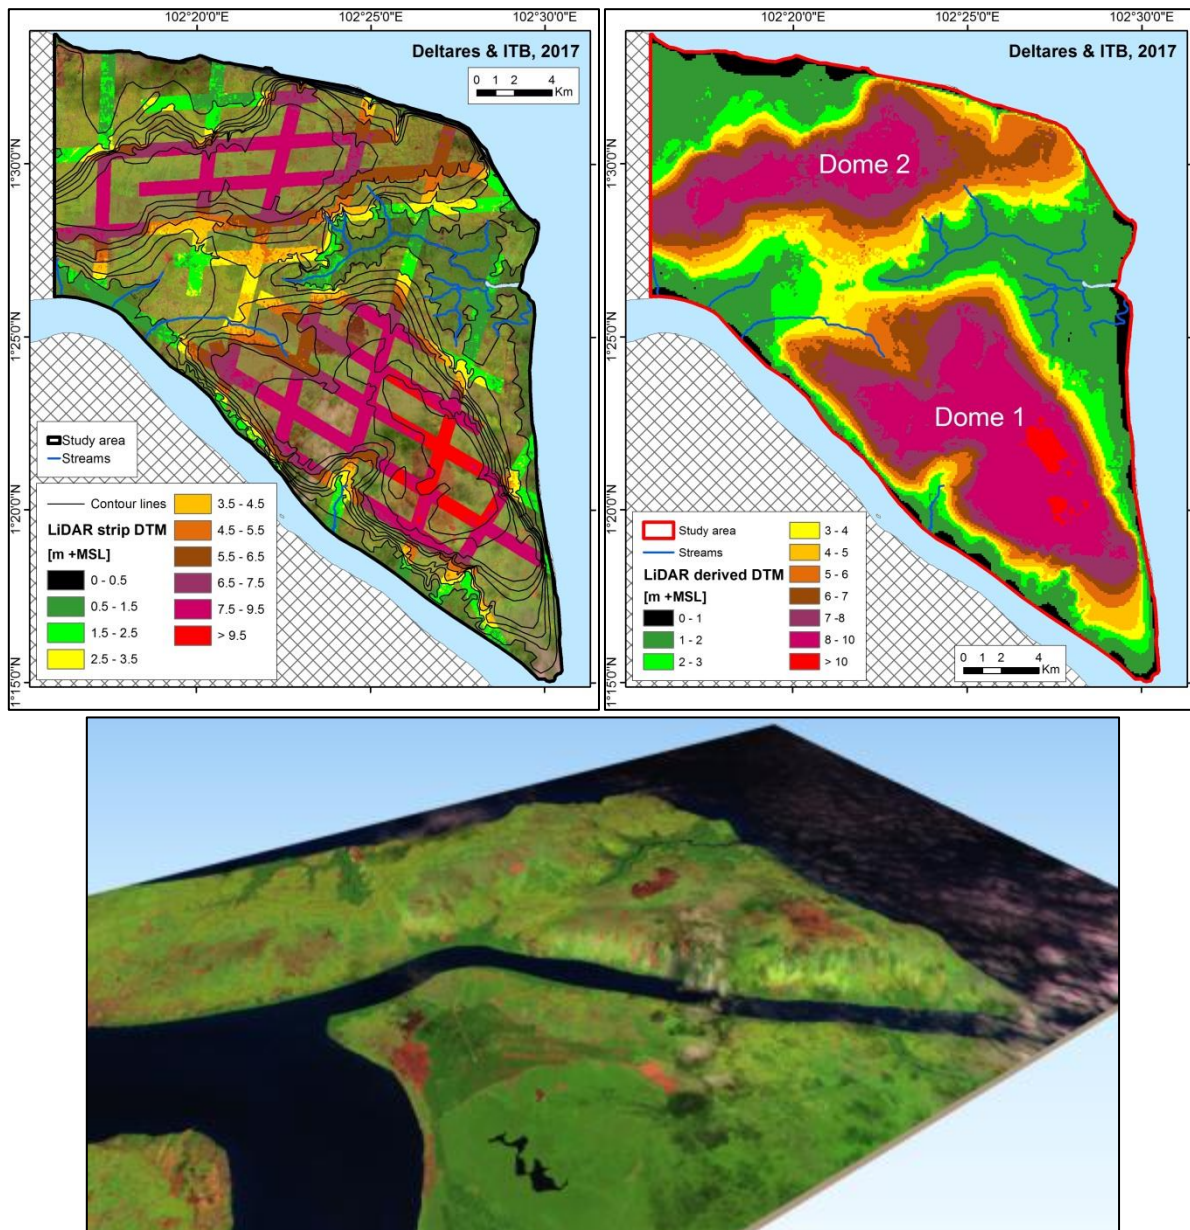 102°20'0"E 102°25'0"E 102°30'0"E
Deltares & ITB, 2017
0 1 2 4
Km
1°30'0"N
1°25'0"N
1°20'0"N
1°15'0"N
Study area
Streams
Contour lines
LiDAR strip DTM
[m +MSL]
0 - 0.5
0.5 - 1.5
1.5 - 2.5
2.5 - 3.5
3.5 - 4.5
4.5 - 5.5
5.5 - 6.5
6.5 - 7.5
7.5 - 9.5
> 9.5
102°20'0"E 102°25'0"E 102°30'0"E
Deltares & ITB, 2017
1°30'0"N
1°25'0"N
1°20'0"N
1°15'0"N
Dome 2
Dome 1
Study area
Streams
LiDAR derived DTM
[m +MSL]
0 - 1
1 - 2
2 - 3
3 - 4
4 - 5
5 - 6
6 - 7
7 - 8
8 - 10
> 10
0 1 2 4
Km